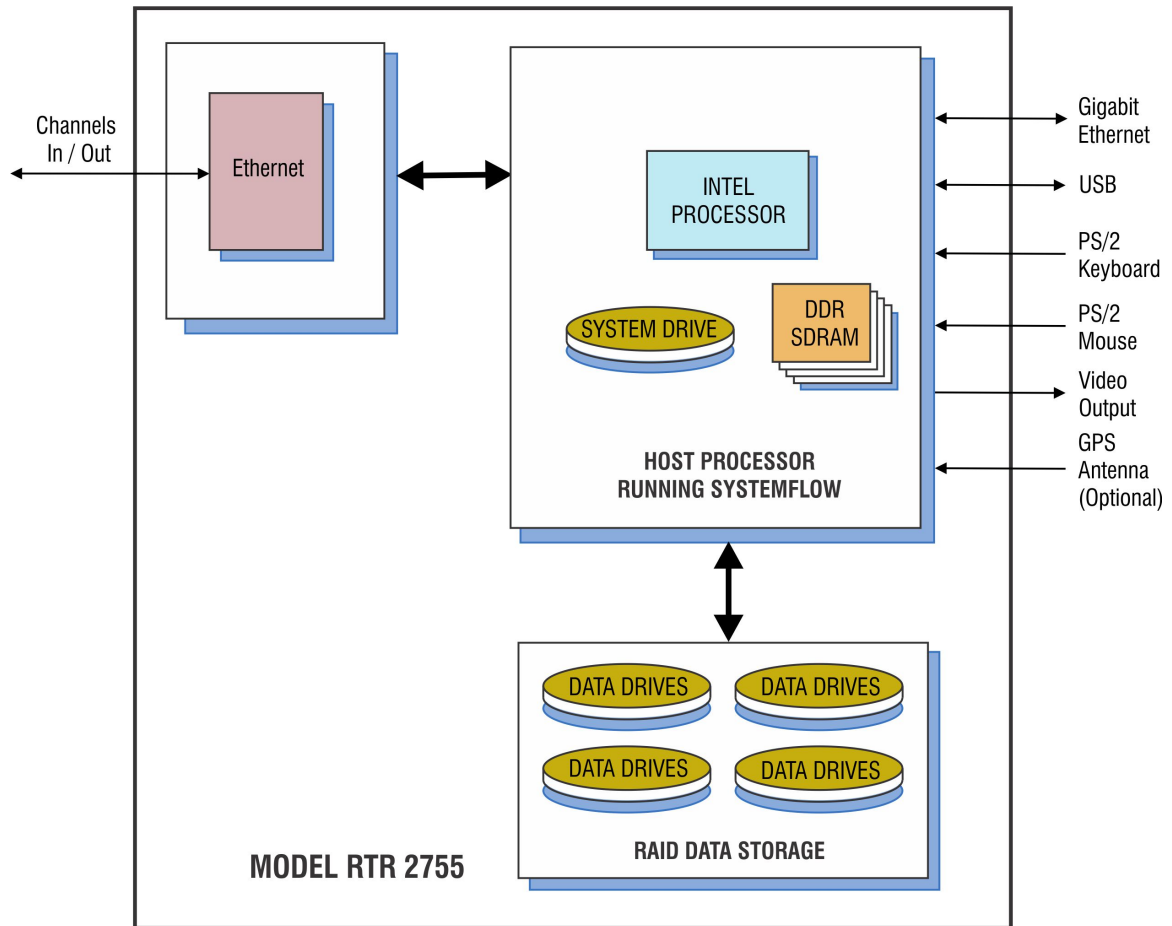 Channels
In / Out
Ethernet
INTEL
PROCESSOR
SYSTEM DRIVE
DDR
SDRAM
HOST PROCESSOR
RUNNING SYSTEMFLOW
Gigabit
Ethernet
USB
PS/2
Keyboard
PS/2
Mouse
Video
Output
GPS
Antenna
(Optional)
DATA DRIVES
DATA DRIVES
DATA DRIVES
DATA DRIVES
RAID DATA STORAGE
MODEL RTR 2755